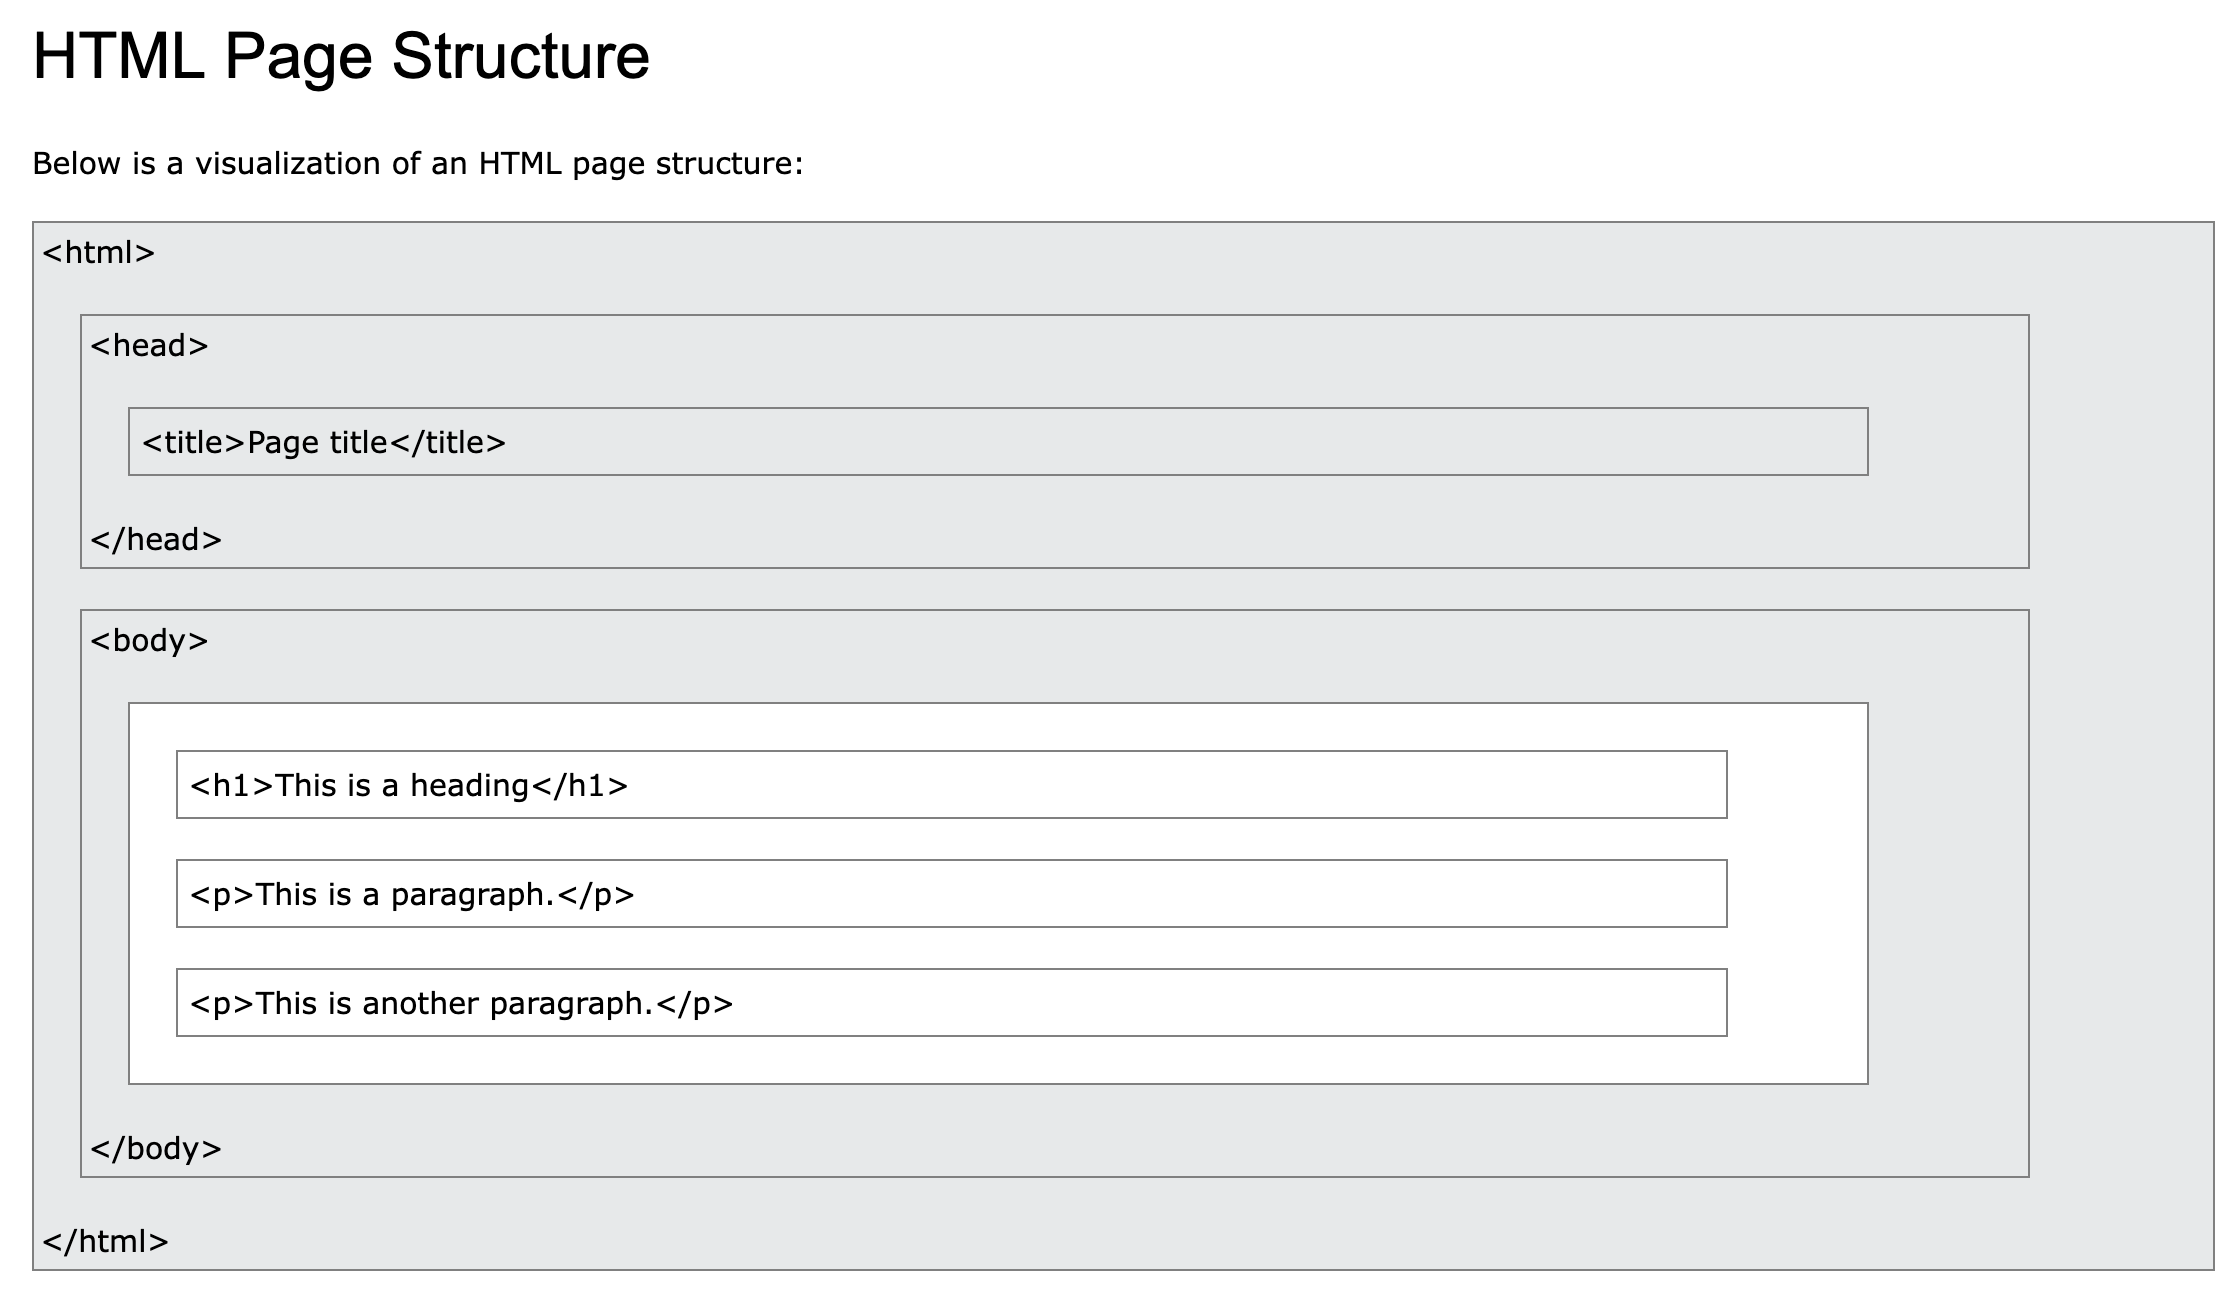 HTML Page Structure
Below is a visualization of an HTML page structure:
<html>
<head>
<title>Page title</title>
</head>
<body>
<h1>This is a heading</h1>
<p>This is a paragraph.</p>
<p>This is another paragraph.</p>
</body>
</html>